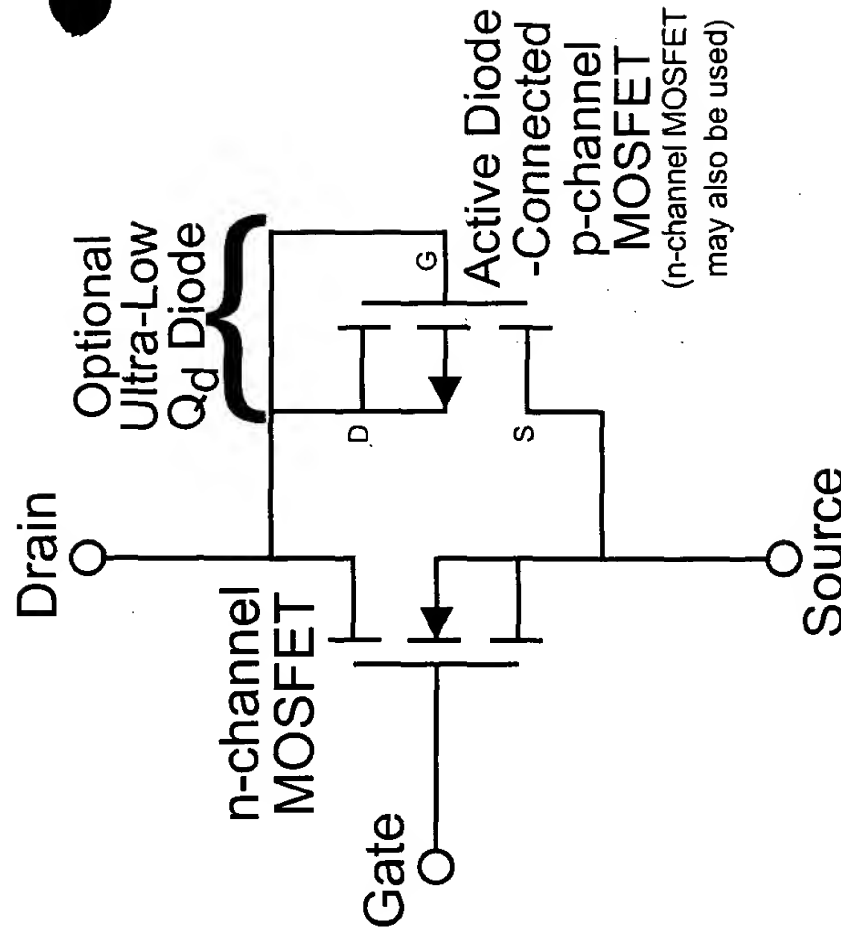 Drain
Optional
Ultra-Low
Qd Diode
n-channel
MOSFET
Gate
D
G
S
Active Diode
-Connected
p-channel
MOSFET
(n-channel MOSFET
may also be used)
Source